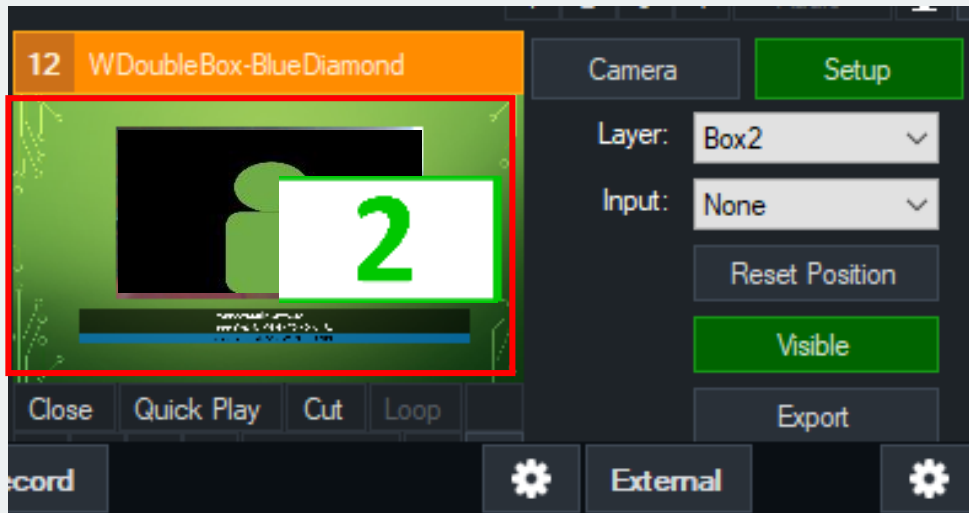 12 WDoubleBox-BlueDiamond
Camera
Setup
Layer: Box2
Input: None
2
Reset Position
Visible
Close
Quick Play
Cut
Loop
Export
ecord
External